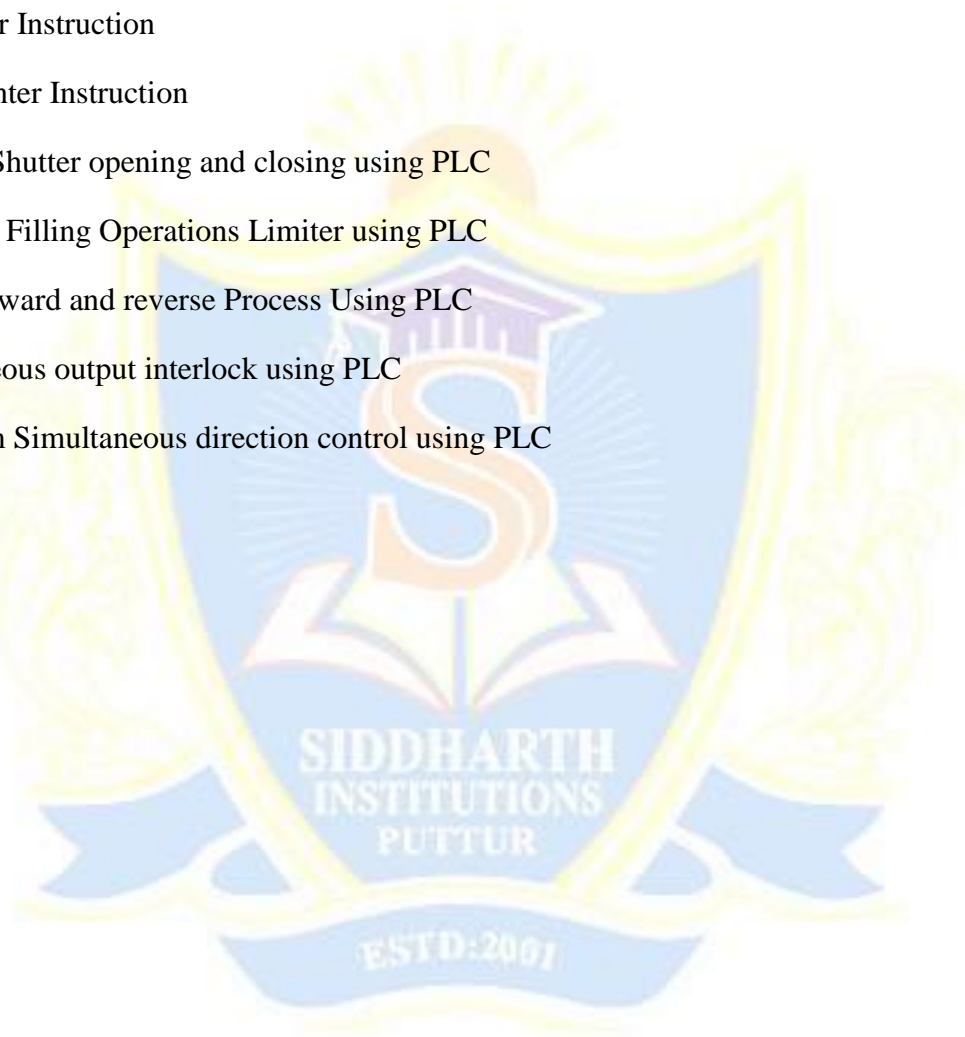 r Instruction
nter Instruction
Shutter opening and closing using PLC
Filling Operations Limiter using PLC
ward and reverse Process Using PLC
eous output interlock using PLC
n Simultaneous direction control using PLC
S
SIDDHARTH
INSTITUTIONS
PUTTUR
ESTD:2001